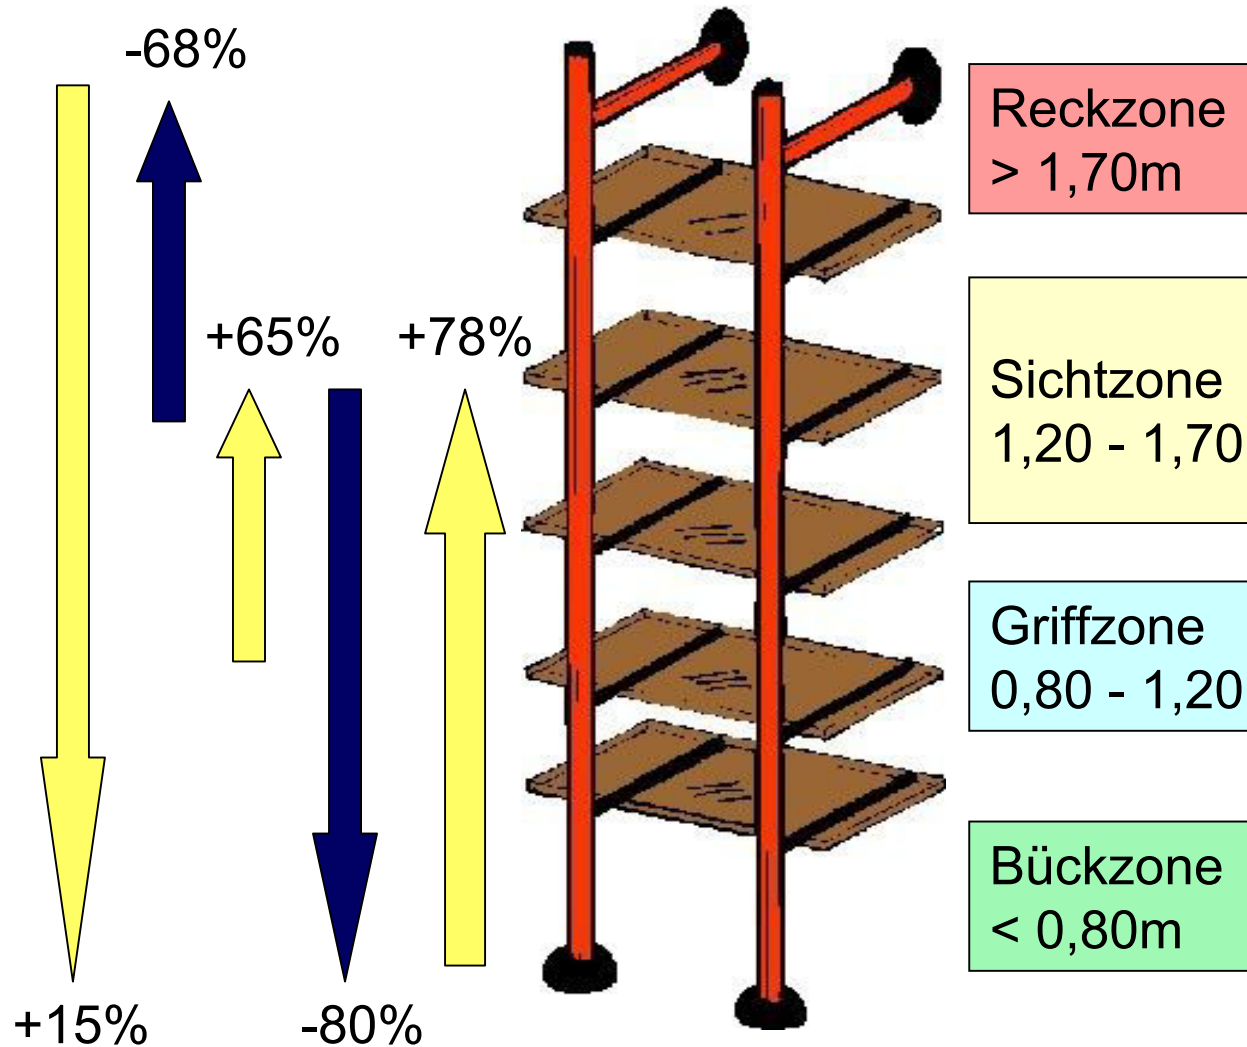 -68%
+65%
+78%
+15%
-80%
Reckzone
> 1,70m
Sichtzone
1,20 - 1,70
Griffzone
0,80 - 1,20
Bückzone
< 0,80m